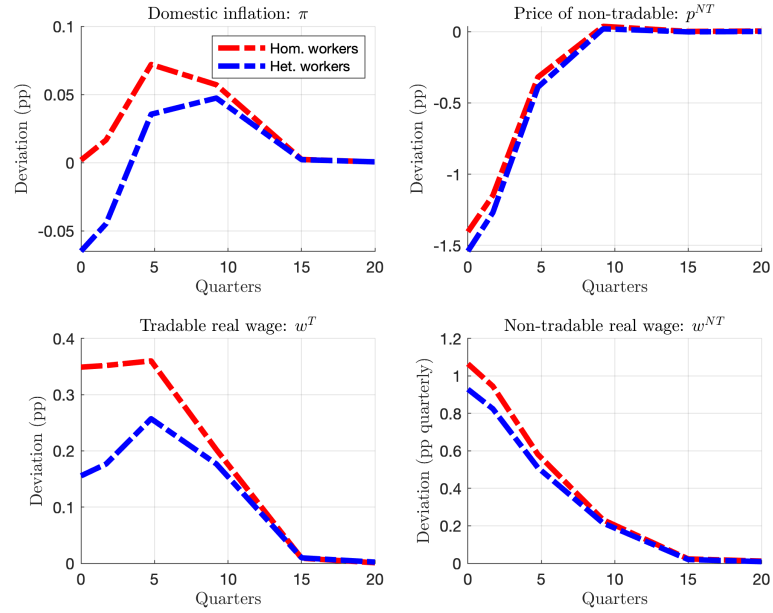 Domestic inflation: π
Deviation (pp)
0.1
0.05
0
-0.05
Hom. workers
Het. workers
0 5 10 15 20
Quarters
Price of non-tradable: p^{NT}
Deviation (pp)
0
-0.5
-1
-1.5
0 5 10 15 20
Quarters
Tradable real wage: w^{T}
Deviation (pp)
0.4
0.3
0.2
0.1
0
0 5 10 15 20
Quarters
Non-tradable real wage: w^{NT}
Deviation (pp quarterly)
1.2
1
0.8
0.6
0.4
0.2
0
0 5 10 15 20
Quarters